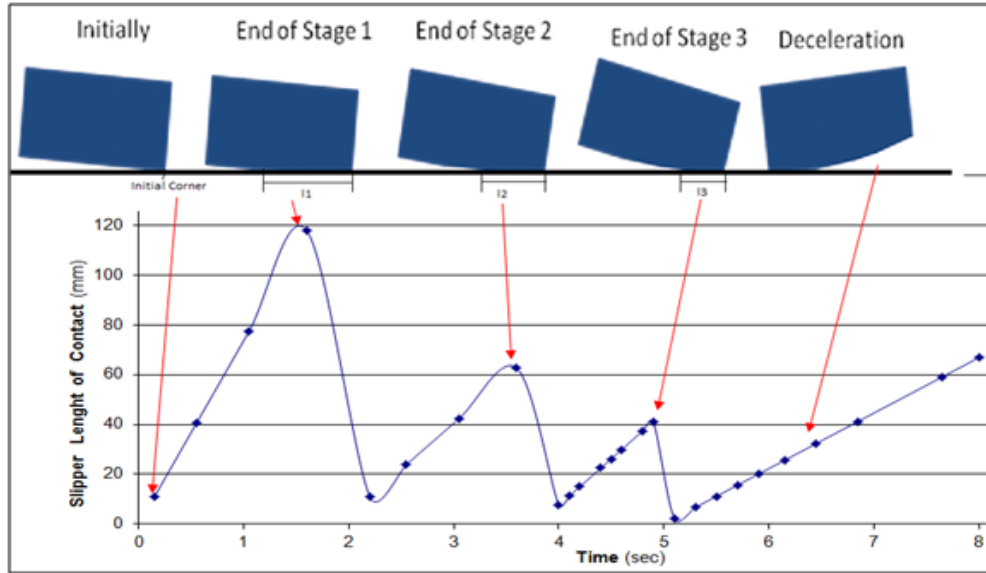 Initially
End of Stage 1
End of Stage 2
End of Stage 3
Deceleration
Initial Corner
l1
l2
l3
120
100
80
60
40
20
0
Slipper Lenght of Contact (mm)
0 1 2 3 4 5 6 7 8
Time (sec)